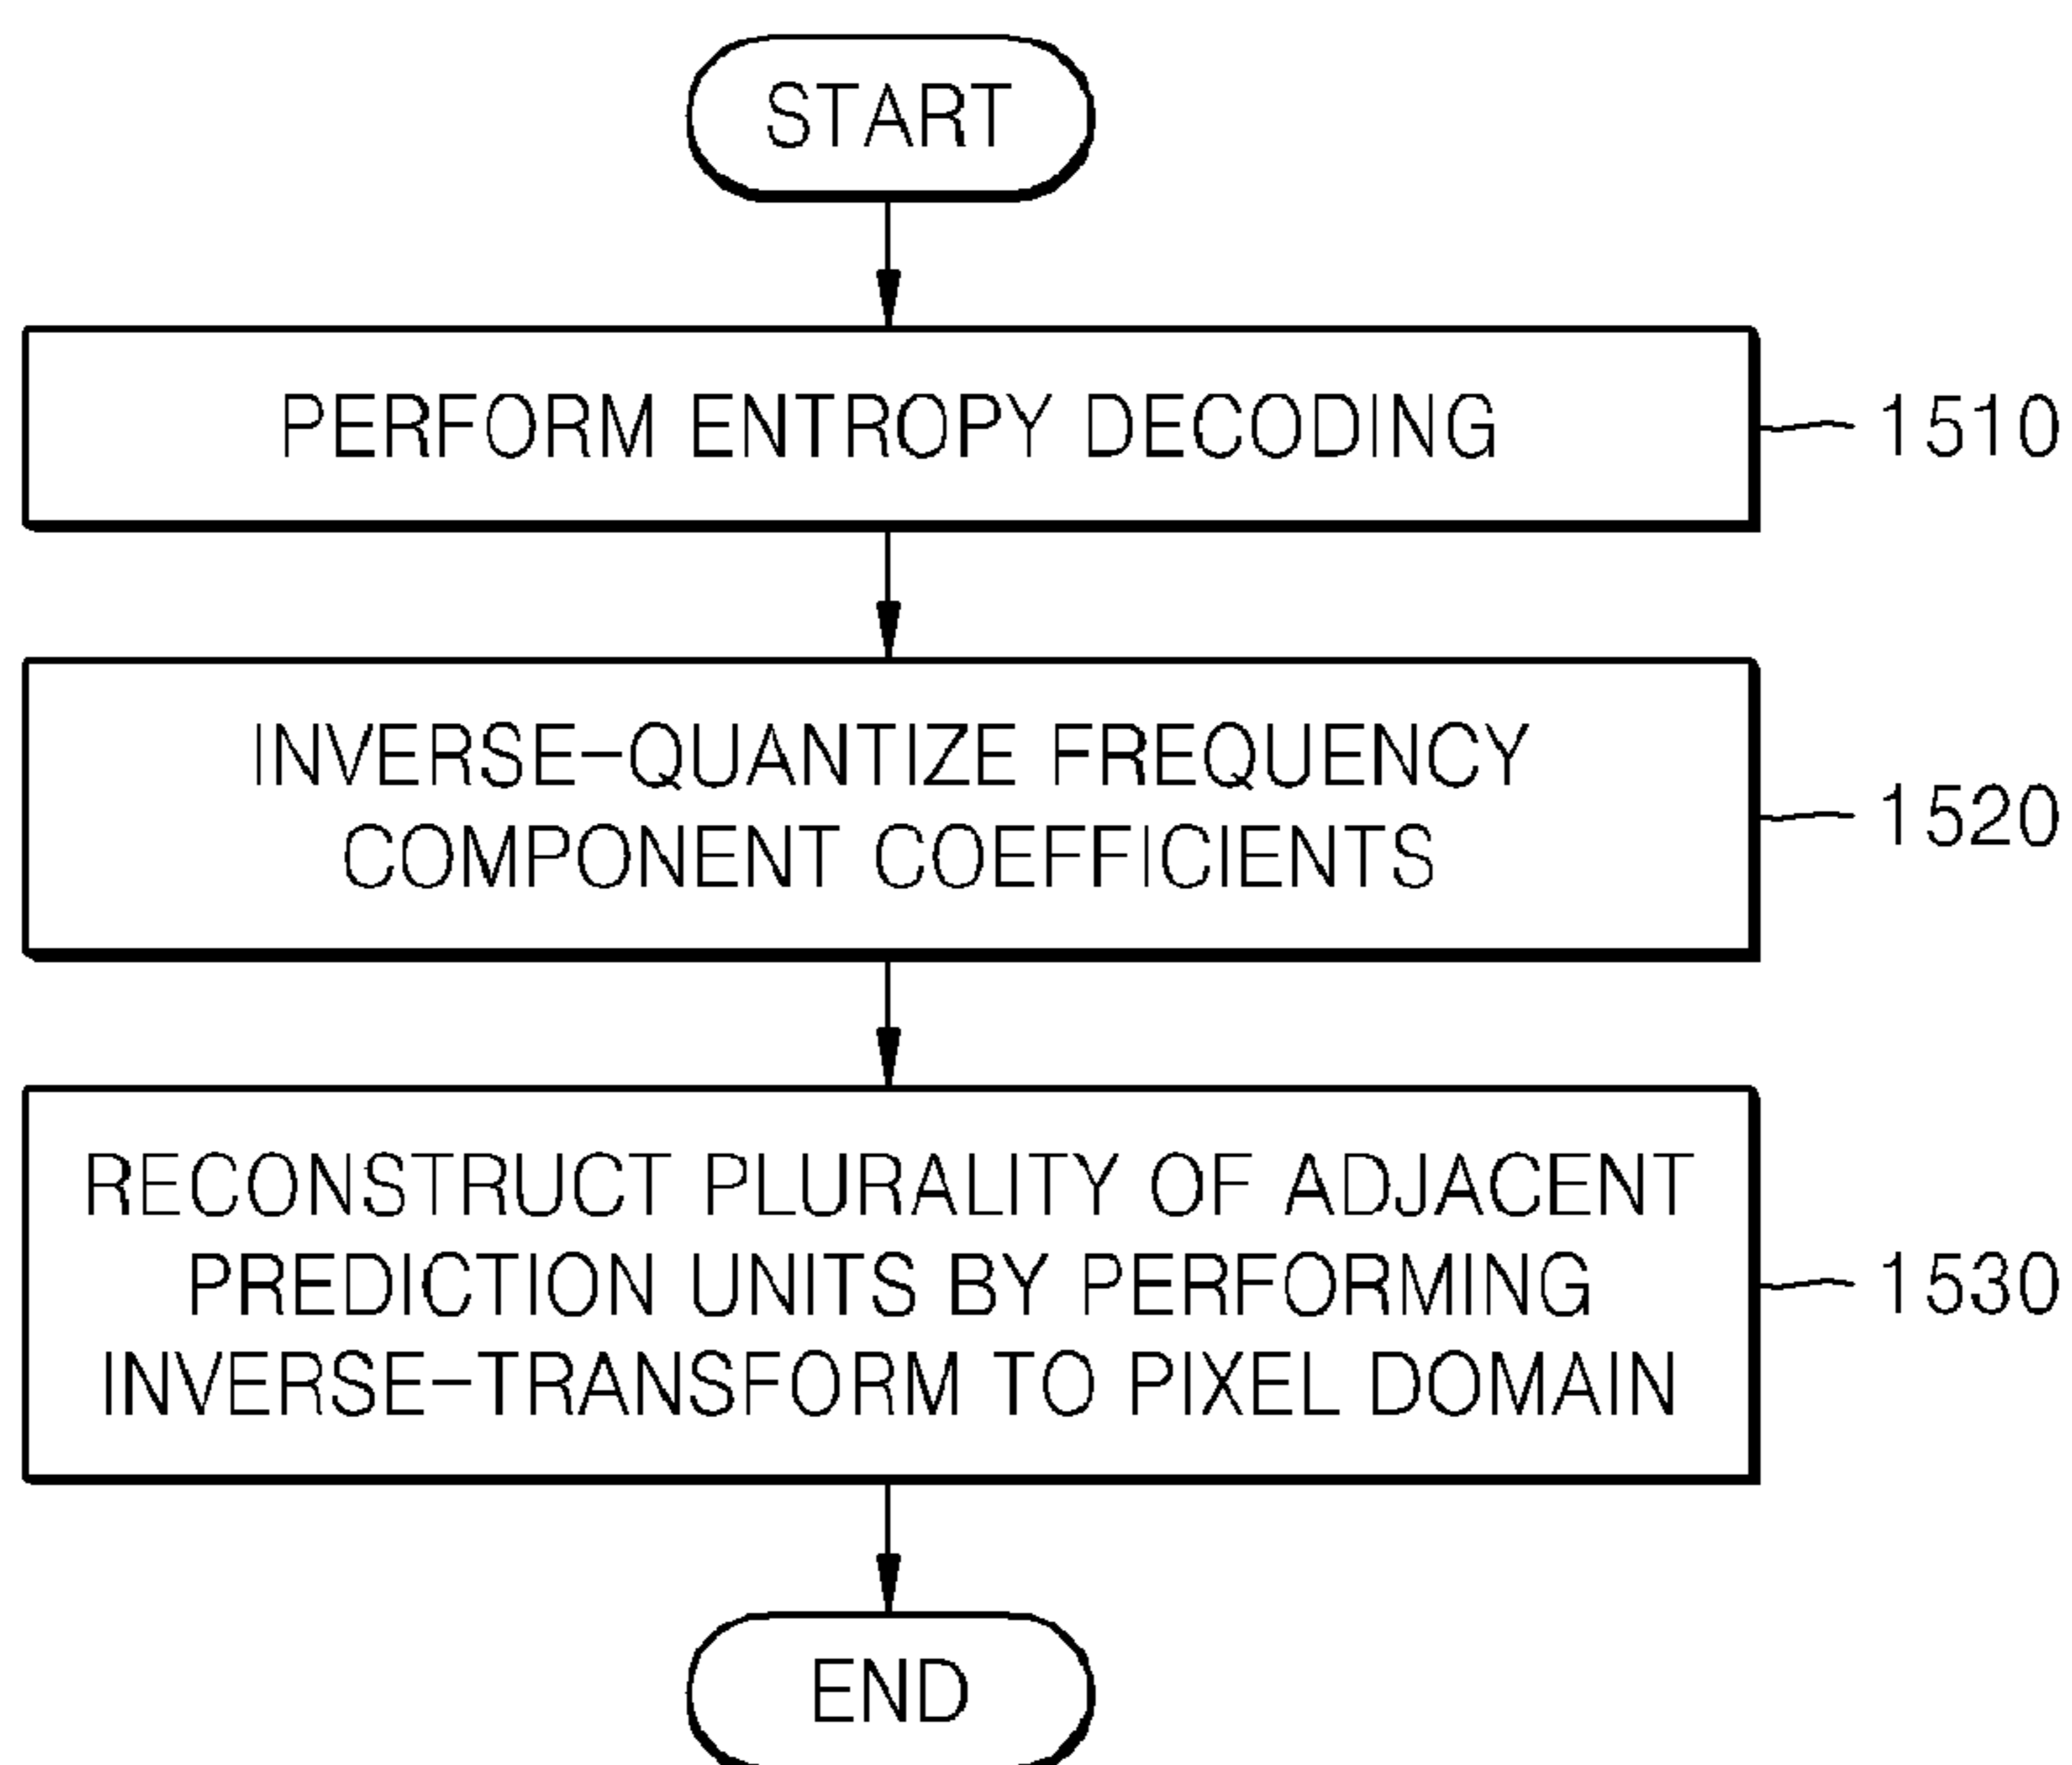 START
PERFORM ENTROPY DECODING
1510
INVERSE-QUANTIZE FREQUENCY
COMPONENT COEFFICIENTS
1520
RECONSTRUCT PLURALITY OF ADJACENT
PREDICTION UNITS BY PERFORMING
INVERSE-TRANSFORM TO PIXEL DOMAIN
1530
END